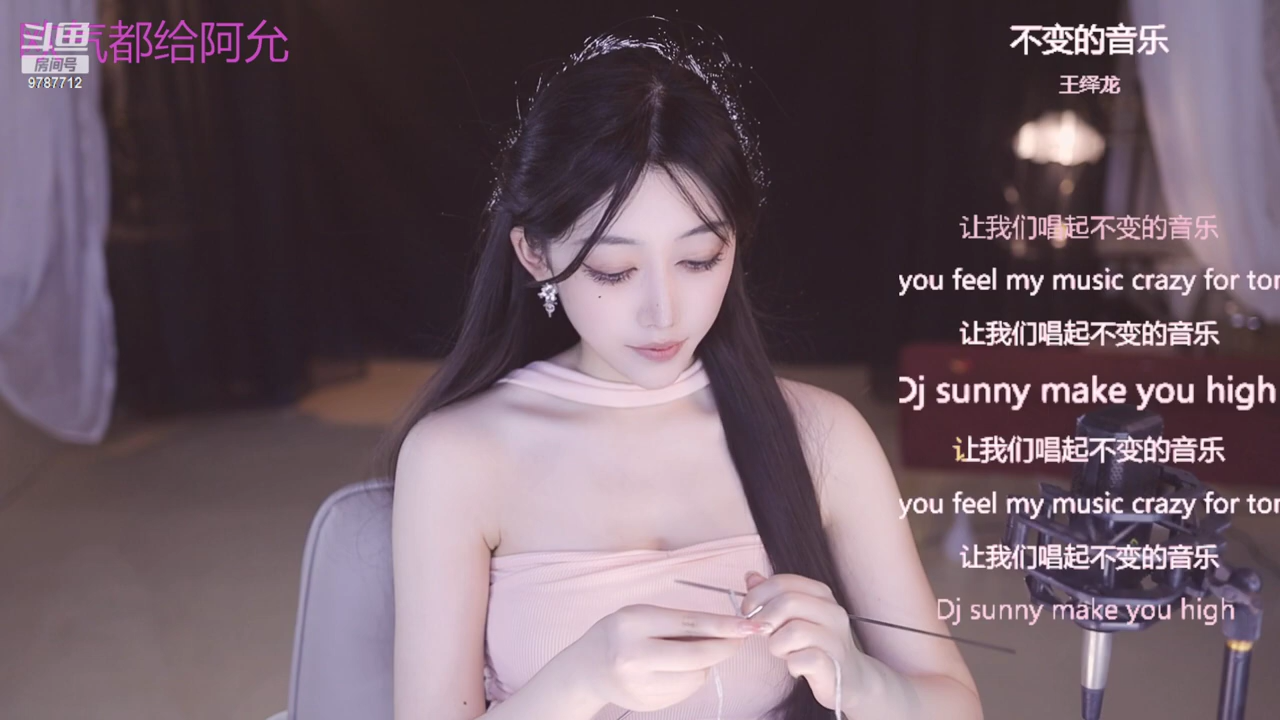 斗鱼
房间号
9787712
气都给阿允
不变的音乐
王绎龙
让我们唱起不变的音乐
you feel my music crazy for
让我们唱起不变的音乐
Dj sunny make you high
让我们唱起不变的音乐
you feel my music crazy for
让我们唱起不变的音乐
Dj sunny make you high